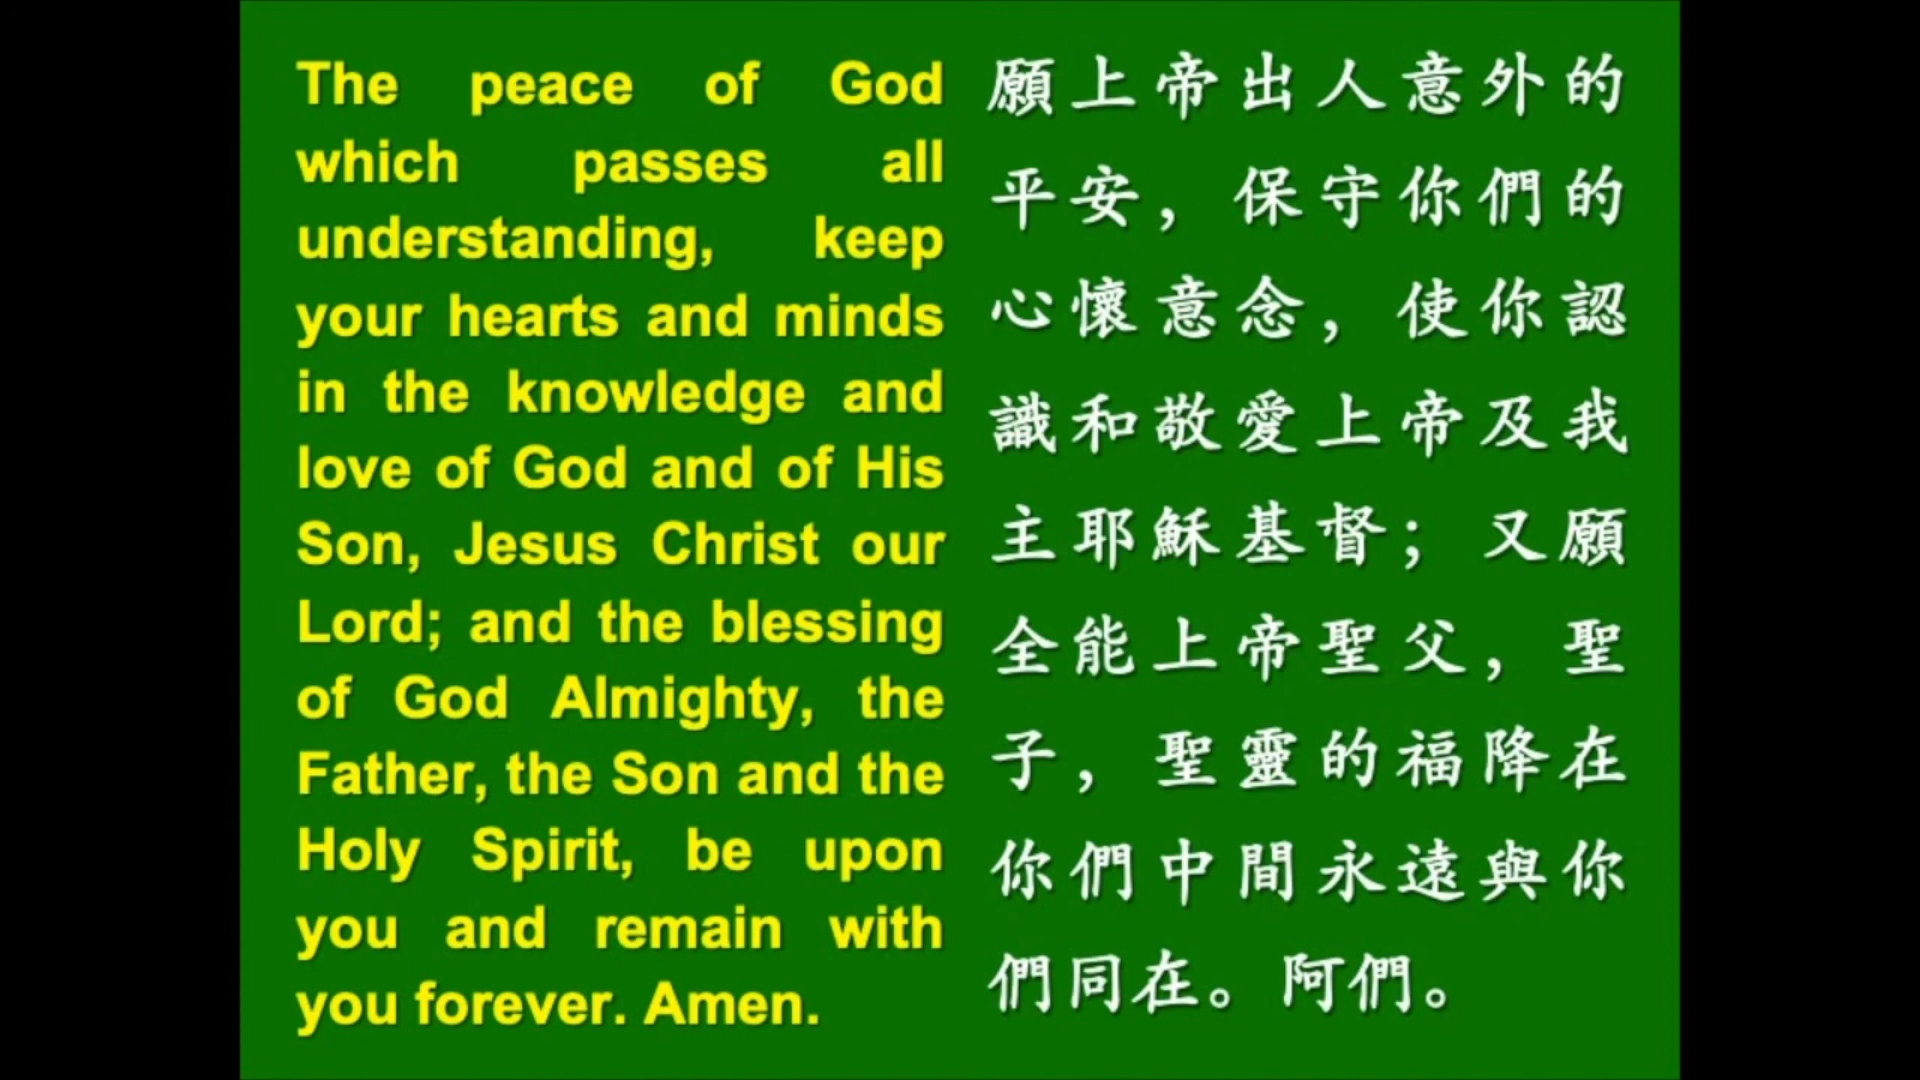 The peace of God
which passes all
understanding, keep
your hearts and minds
in the knowledge and
love of God and of His
Son, Jesus Christ our
Lord; and the blessing
of God Almighty, the
Father, the Son and the
Holy Spirit, be upon
you and remain with
you forever. Amen.
願上帝出人意外的
平安，保守你們的
心懷意念，使你認
識和敬愛上帝及我
主耶穌基督；又願
全能上帝聖父，聖
子，聖靈的福降在
你們中間永遠與你
們同在。阿們。